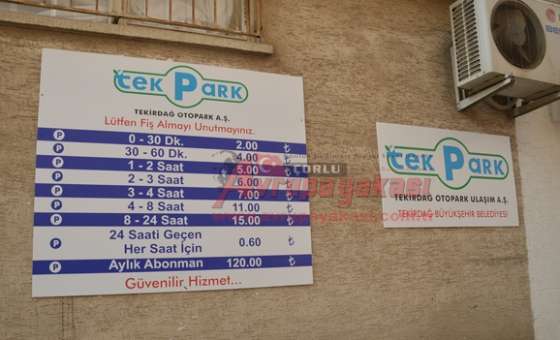 tek Park
TEKİRDAĞ OTOPARK A.Ş.
Lütfen Fiş Almayı Unutmayınız.
P 0 - 30 Dk. 2.00 ₺
P 30 - 60 Dk. 4.00 ₺
P 1 - 2 Saat 5.00 ₺
P 2 - 3 Saat 6.00 ₺
P 3 - 4 Saat 7.00 ₺
P 4 - 8 Saat 11.00 ₺
P 8 - 24 Saat 15.00 ₺
P 24 Saati Geçen
Her Saat İçin 0.60 ₺
P Aylık Abonman 120.00 ₺
Güvenilir Hizmet...
tek Park
TEKİRDAĞ OTOPARK ULAŞIM A.Ş.
TEKİRDAĞ BÜYÜKŞEHİR BELEDİYESİ
ÇORLU
Avrupa yakası